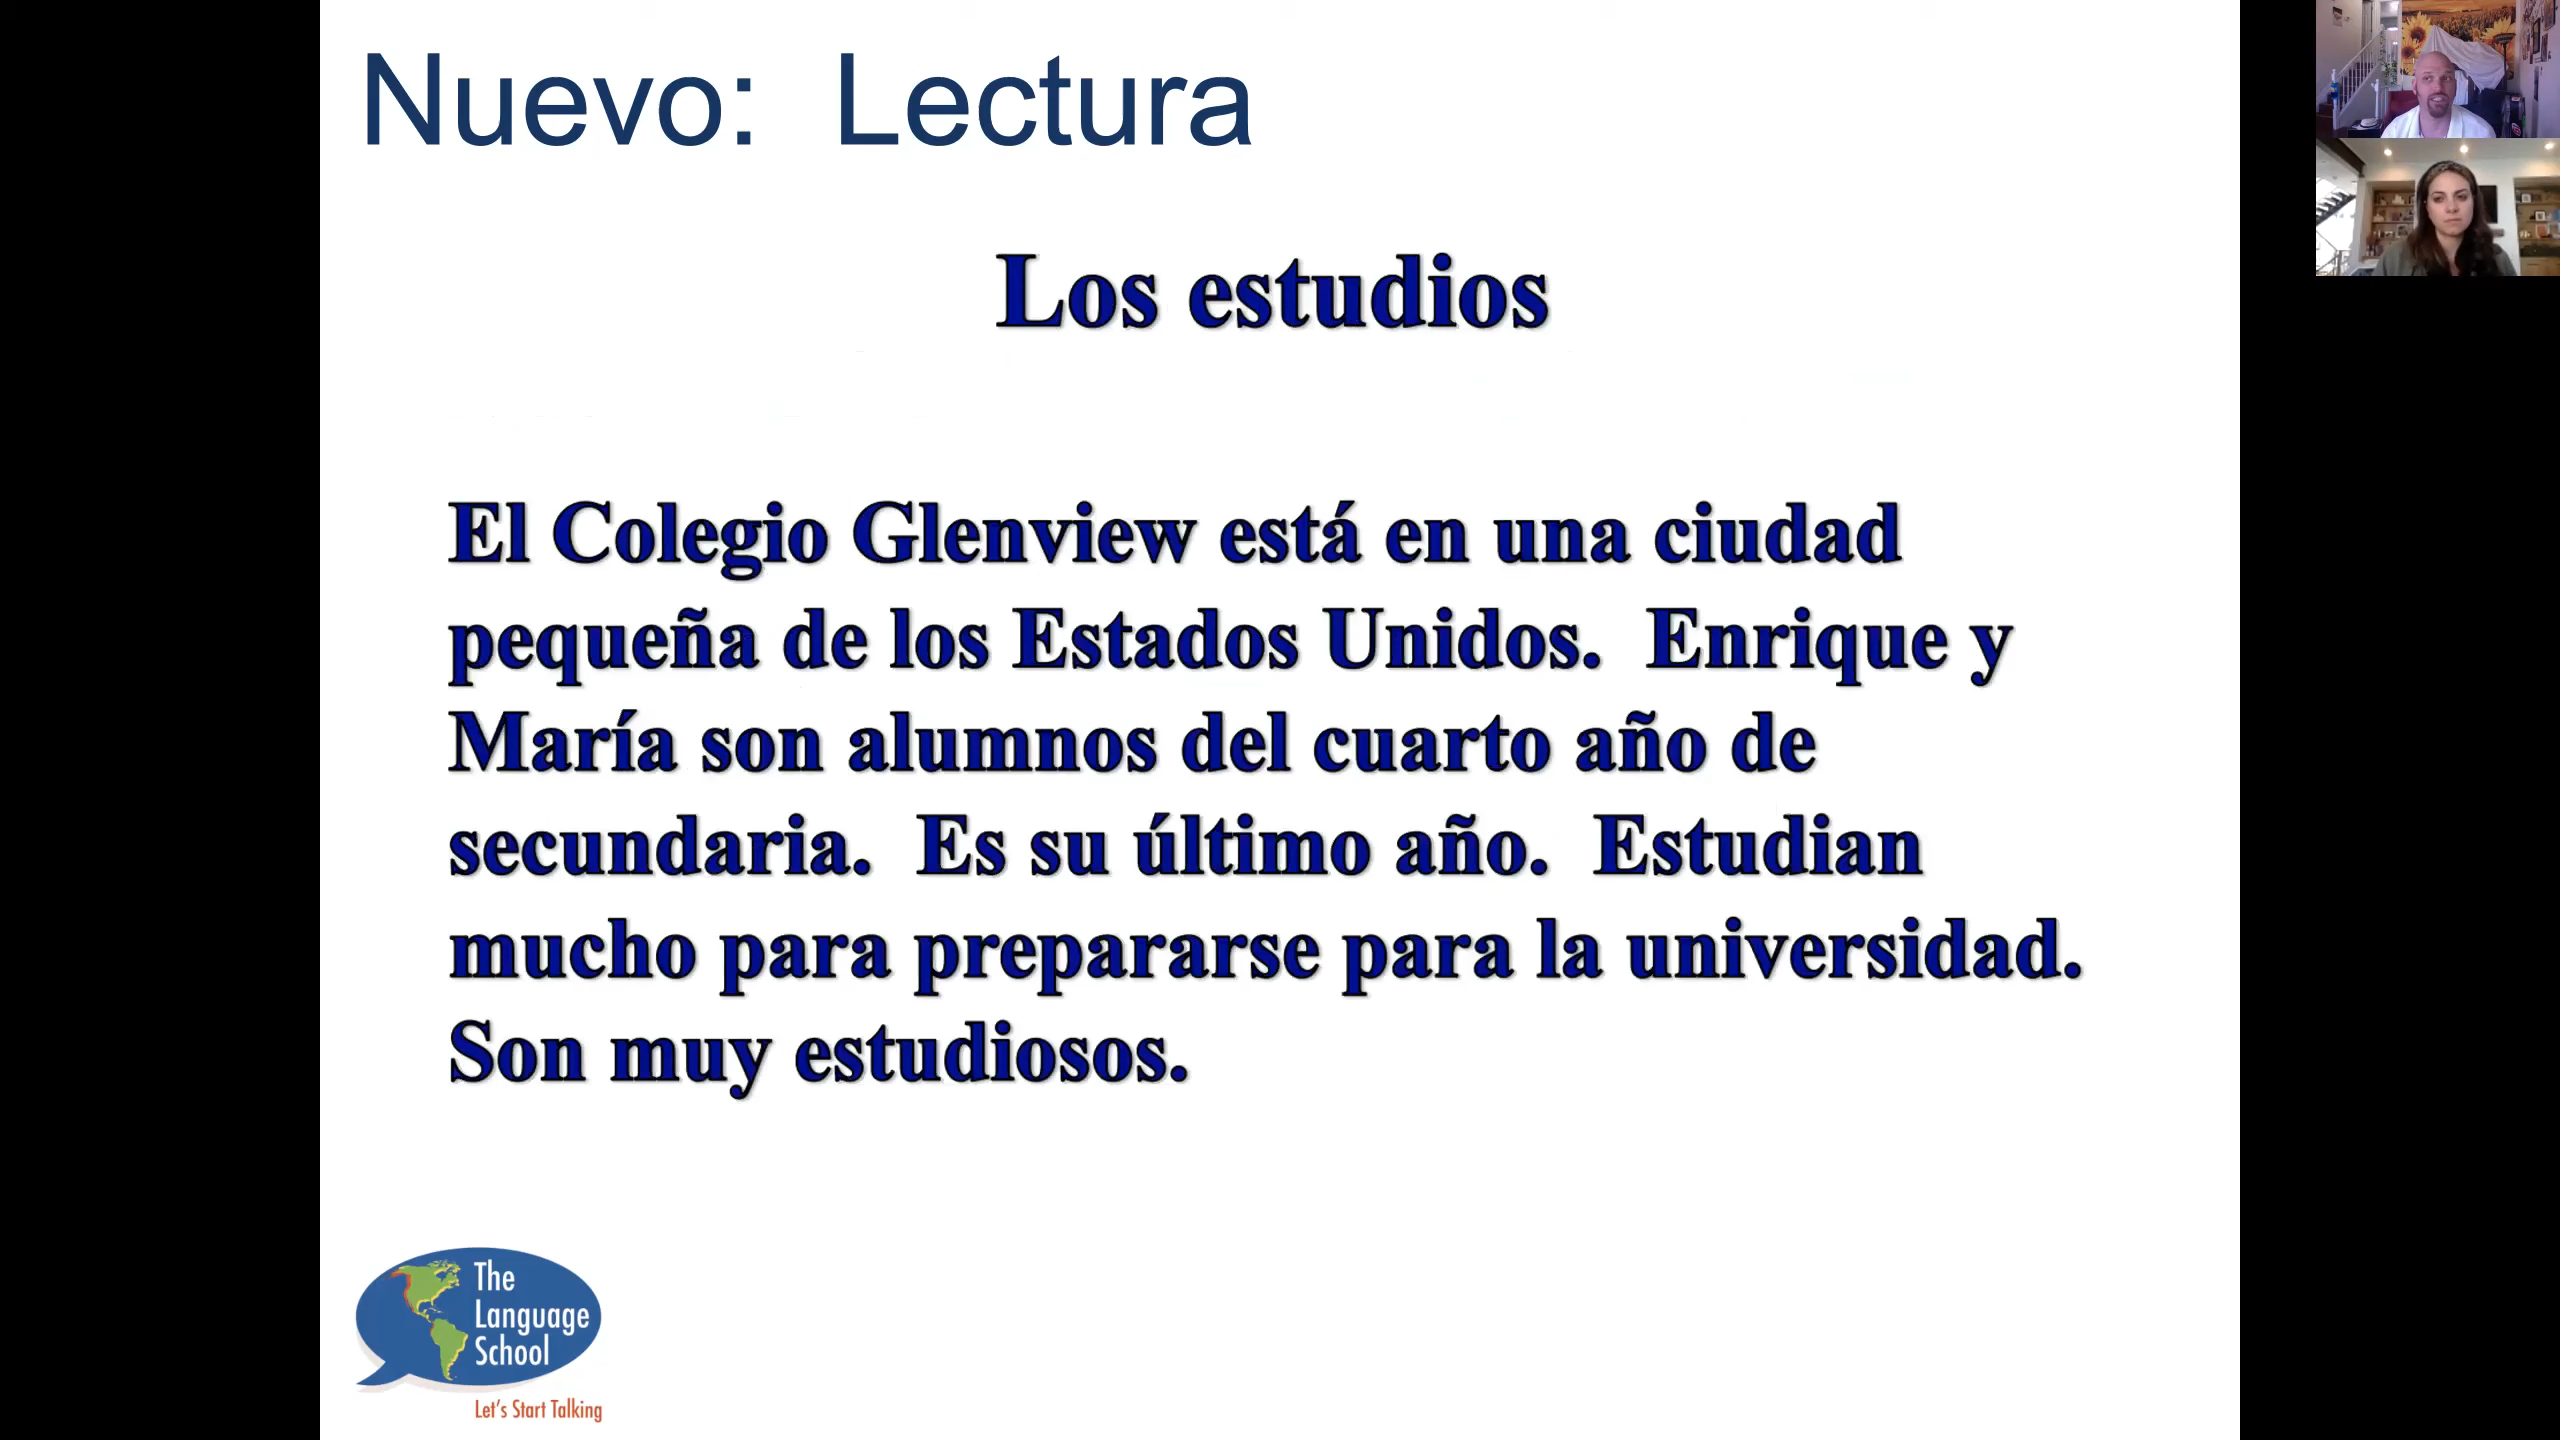 Nuevo: Lectura
Los estudios
El Colegio Glenview está en una ciudad
pequeña de los Estados Unidos. Enrique y
María son alumnos del cuarto año de
secundaria. Es su último año. Estudian
mucho para prepararse para la universidad.
Son muy estudiosos.
The
Language
School
Let's Start Talking